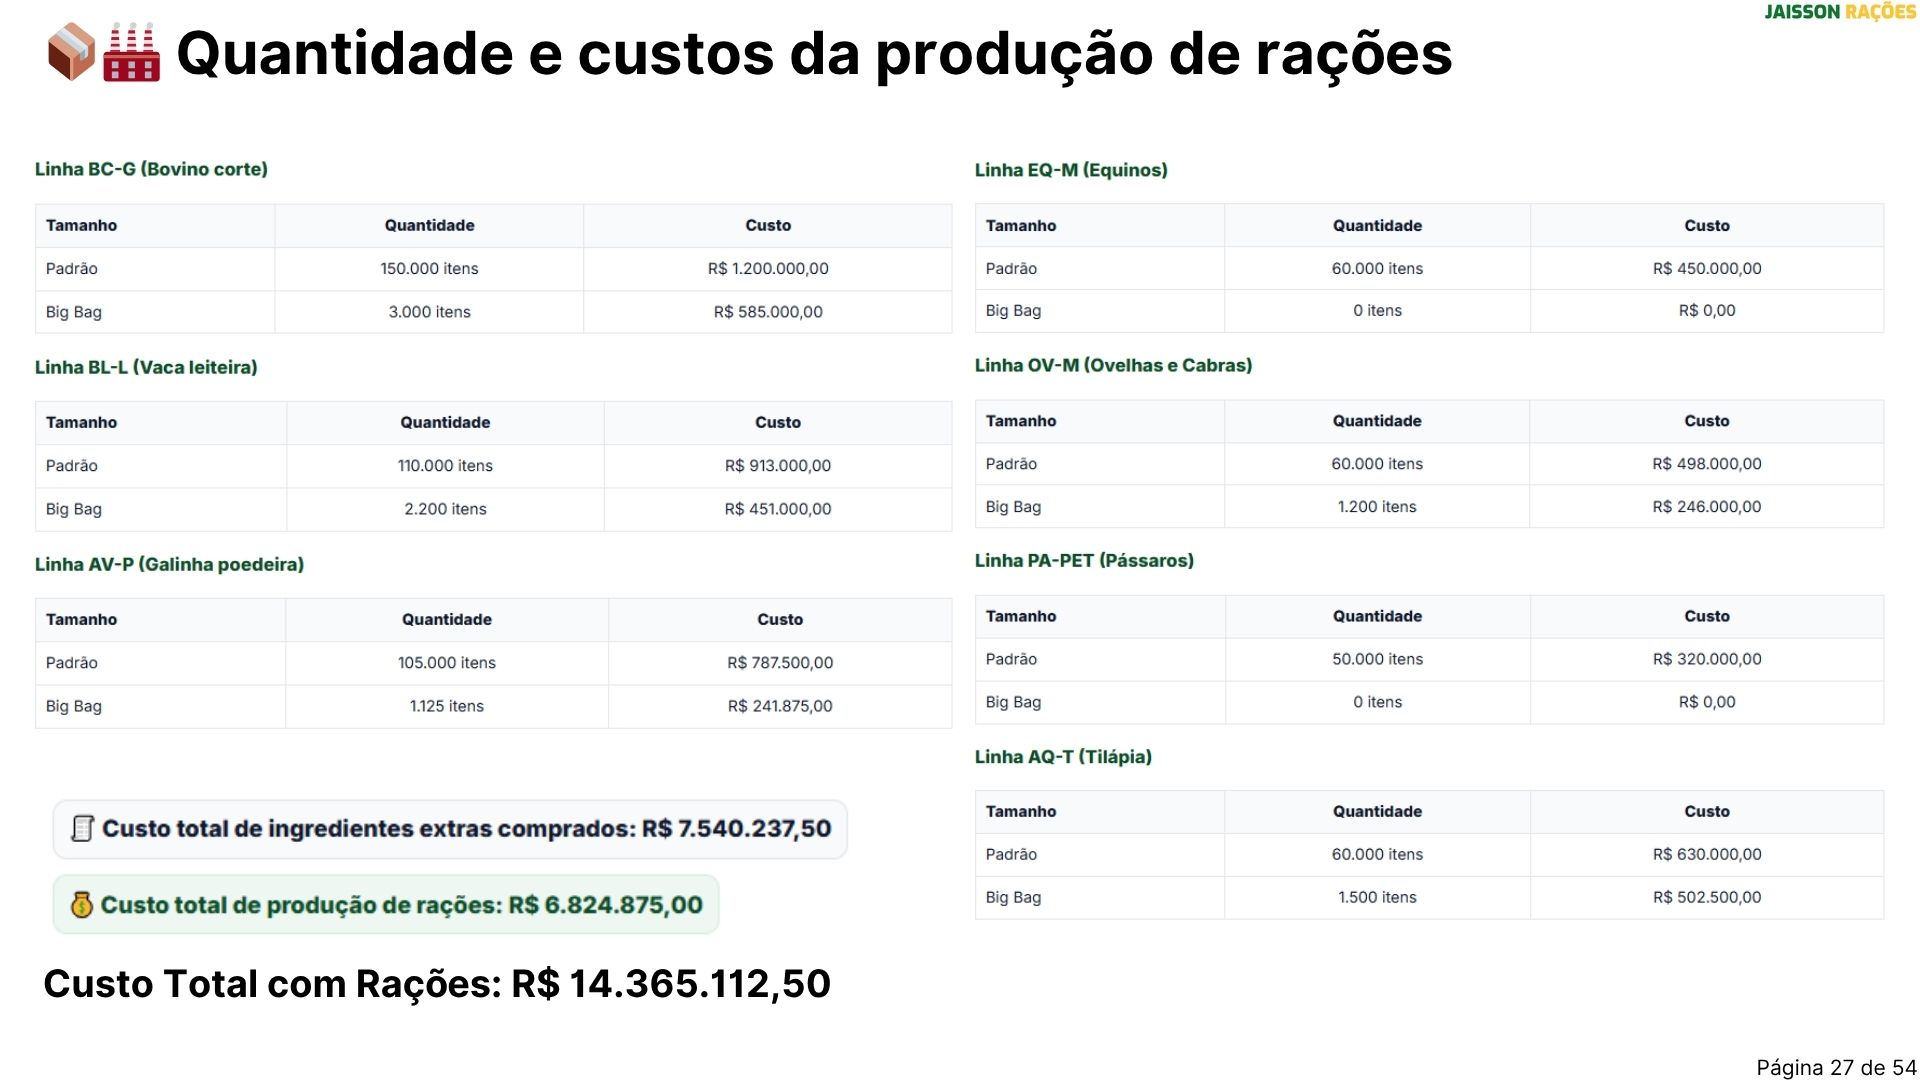 JAISSON RAÇÕES
Quantidade e custos da produção de rações
Linha BC-G (Bovino corte)
Tamanho Quantidade Custo
Padrão 150.000 itens R$ 1.200.000,00
Big Bag 3.000 itens R$ 585.000,00
Linha BL-L (Vaca leiteira)
Tamanho Quantidade Custo
Padrão 110.000 itens R$ 913.000,00
Big Bag 2.200 itens R$ 451.000,00
Linha AV-P (Galinha poedeira)
Tamanho Quantidade Custo
Padrão 105.000 itens R$ 787.500,00
Big Bag 1.125 itens R$ 241.875,00
Custo total de ingredientes extras comprados: R$ 7.540.237,50
Custo total de produção de rações: R$ 6.824.875,00
Custo Total com Rações: R$ 14.365.112,50
Linha EQ-M (Equinos)
Tamanho Quantidade Custo
Padrão 60.000 itens R$ 450.000,00
Big Bag 0 itens R$ 0,00
Linha OV-M (Ovelhas e Cabras)
Tamanho Quantidade Custo
Padrão 60.000 itens R$ 498.000,00
Big Bag 1.200 itens R$ 246.000,00
Linha PA-PET (Pássaros)
Tamanho Quantidade Custo
Padrão 50.000 itens R$ 320.000,00
Big Bag 0 itens R$ 0,00
Linha AQ-T (Tilápia)
Tamanho Quantidade Custo
Padrão 60.000 itens R$ 630.000,00
Big Bag 1.500 itens R$ 502.500,00
Página 27 de 54